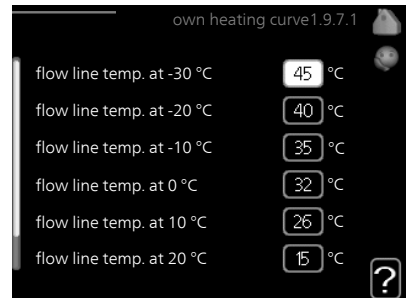 own heating curve1.9.7.1
flow line temp. at -30 °C 45 °C
flow line temp. at -20 °C 40 °C
flow line temp. at -10 °C 35 °C
flow line temp. at 0 °C 32 °C
flow line temp. at 10 °C 26 °C
flow line temp. at 20 °C 15 °C
?